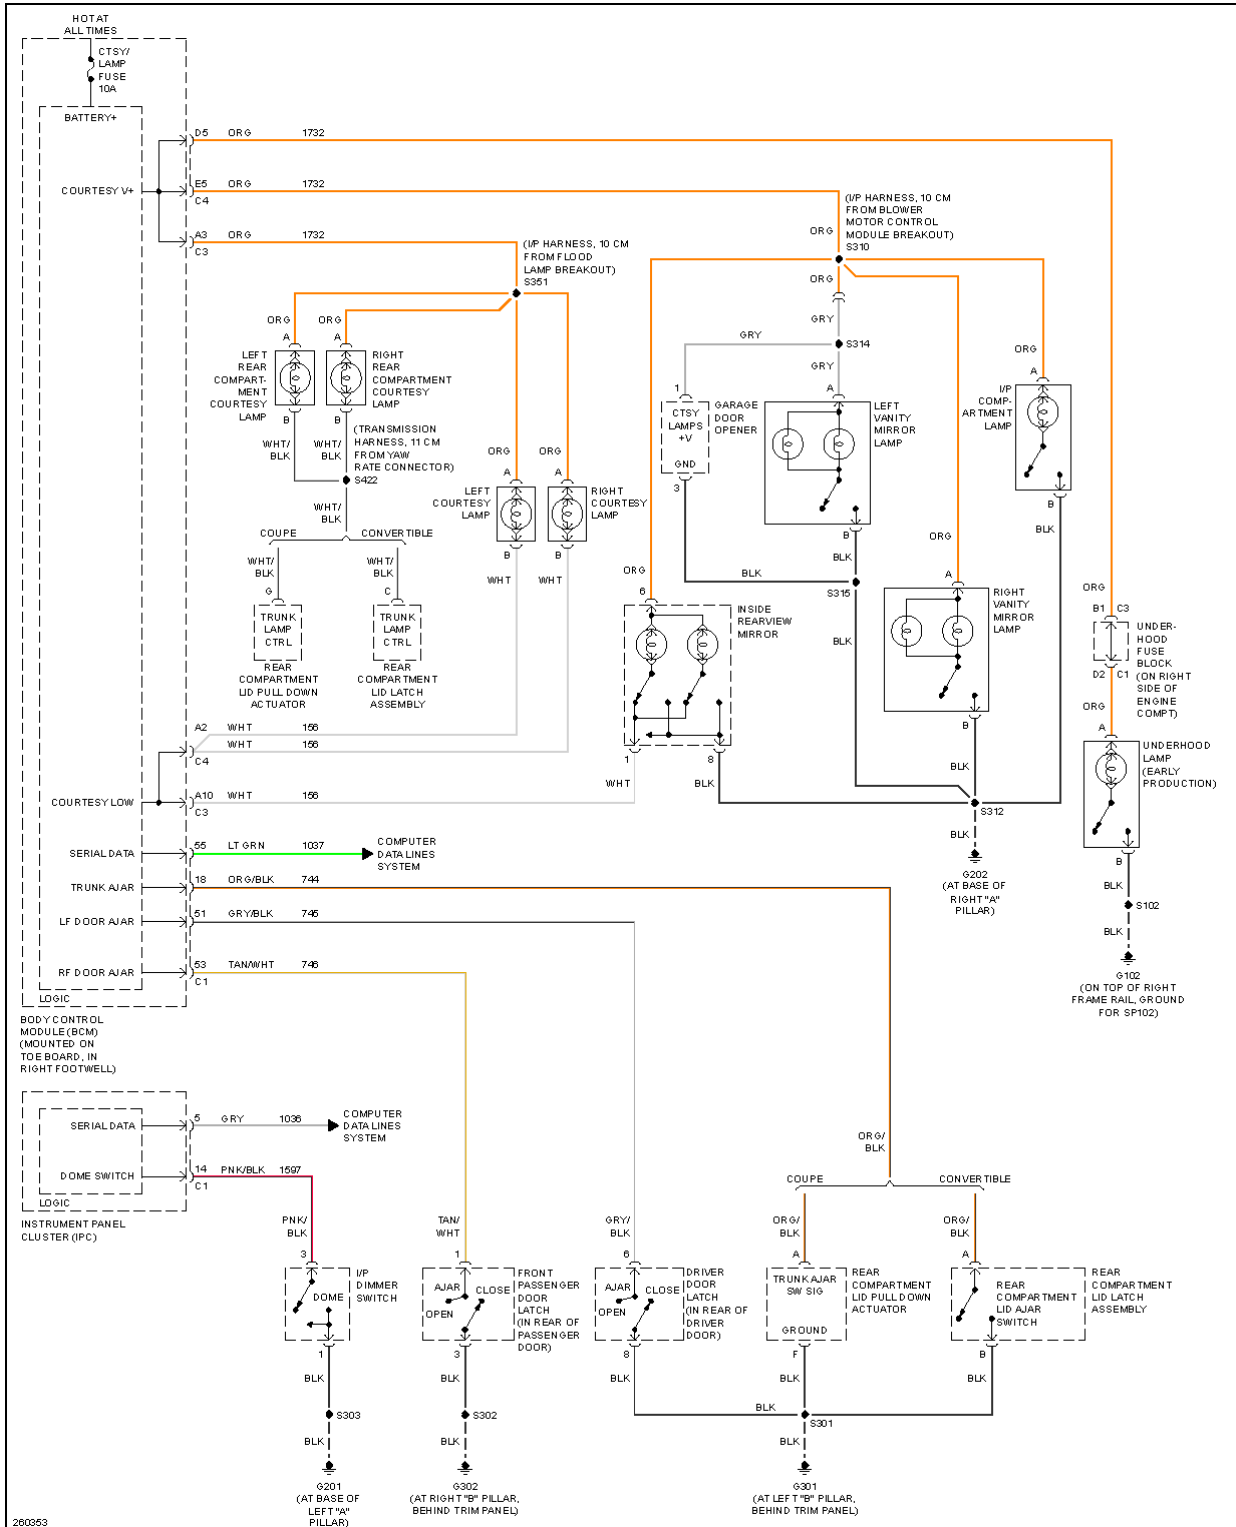 HOT AT
ALL TIMES
CTSY/
LAMP
FUSE
10A
BATTERY+
D5 ORG 1732
COURTESY V+
E5 ORG 1732
C4
A3 ORG 1732
C3
(I/P HARNESS, 10 CM
FROM BLOWER
MOTOR CONTROL
MODULE BREAKOUT)
S310
ORG
ORG
(I/P HARNESS, 10 CM
FROM FLOOD
LAMP BREAKOUT)
S351
ORG
ORG
A
A
LEFT
REAR
COMPART-
MENT
COURTESY
LAMP
RIGHT
REAR
COMPARTMENT
COURTESY
LAMP
B
B
WHT/
BLK
WHT/
BLK
(TRANSMISSION
HARNESS, 11 CM
FROM YAW
RATE CONNECTOR)
S422
WHT/
BLK
COUPE
CONVERTIBLE
WHT/
BLK
WHT/
BLK
G
C
TRUNK
LAMP
CTRL
TRUNK
LAMP
CTRL
REAR
COMPARTMENT
LID PULL DOWN
ACTUATOR
REAR
COMPARTMENT
LID LATCH
ASSEMBLY
ORG
ORG
A
A
LEFT
COURTESY
LAMP
RIGHT
COURTESY
LAMP
B
B
WHT
WHT
GRY
GRY
S314
GRY
1
CTSY
LAMPS
+V
GND
3
GARAGE
DOOR
OPENER
A
LEFT
VANITY
MIRROR
LAMP
B
BLK
BLK
S315
BLK
ORG
A
I/P
COMP-
ARTMENT
LAMP
B
BLK
ORG
A
RIGHT
VANITY
MIRROR
LAMP
B
BLK
ORG
6
INSIDE
REARVIEW
MIRROR
1
8
WHT
BLK
S312
BLK
G202
(AT BASE OF
RIGHT "A"
PILLAR)
ORG
B1 C3
UNDER-
HOOD
FUSE
BLOCK
(ON RIGHT
SIDE OF
ENGINE
COMPT)
D2 C1
ORG
A
UNDERHOOD
LAMP
(EARLY
PRODUCTION)
B
BLK
S102
BLK
G102
(ON TOP OF RIGHT
FRAME RAIL, GROUND
FOR SP102)
A2 WHT 156
WHT 156
C4
COURTESY LOW
A10 WHT 156
C3
SERIAL DATA
55 LT GRN 1037
COMPUTER
DATA LINES
SYSTEM
TRUNK AJAR
18 ORG/BLK 744
LF DOOR AJAR
51 GRY/BLK 745
RF DOOR AJAR
53 TAN/WHT 746
C1
LOGIC
BODY CONTROL
MODULE (BCM)
(MOUNTED ON
TOE BOARD, IN
RIGHT FOOTWELL)
SERIAL DATA
5 GRY 1036
COMPUTER
DATA LINES
SYSTEM
DOME SWITCH
14 PNK/BLK 1597
C1
LOGIC
INSTRUMENT PANEL
CLUSTER (IPC)
ORG/
BLK
COUPE
CONVERTIBLE
PNK/
BLK
TAN/
WHT
GRY/
BLK
ORG/
BLK
ORG/
BLK
3
1
6
A
A
DOME
I/P
DIMMER
SWITCH
AJAR
CLOSE
OPEN
FRONT
PASSENGER
DOOR
LATCH
(IN REAR OF
PASSENGER
DOOR)
AJAR
CLOSE
OPEN
DRIVER
DOOR
LATCH
(IN REAR OF
DRIVER
DOOR)
TRUNK AJAR
SW SIG
GROUND
REAR
COMPARTMENT
LID PULL DOWN
ACTUATOR
REAR
COMPARTMENT
LID AJAR
SWITCH
REAR
COMPARTMENT
LID LATCH
ASSEMBLY
1
3
8
F
B
BLK
BLK
BLK
BLK
BLK
BLK
S303
S302
S301
BLK
BLK
BLK
G201
(AT BASE OF
LEFT "A"
PILLAR)
G302
(AT RIGHT "B" PILLAR,
BEHIND TRIM PANEL)
G301
(AT LEFT "B" PILLAR,
BEHIND TRIM PANEL)
260353